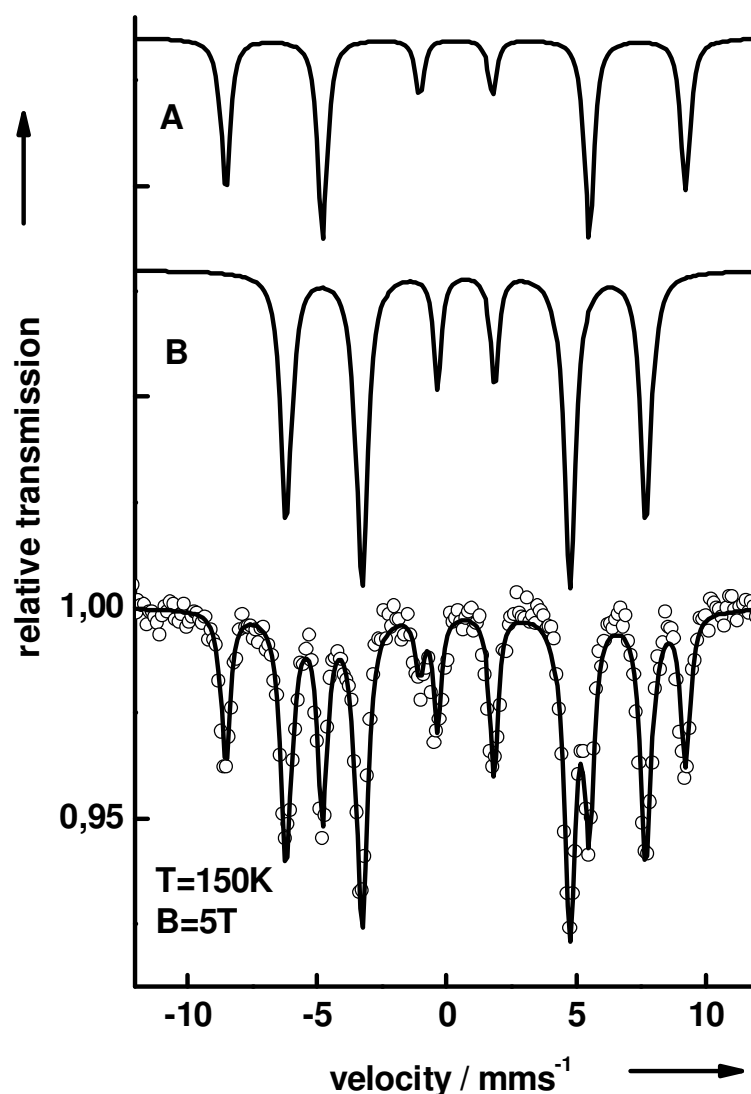 A
B
relative transmission
1,00
0,95
T=150K
B=5T
-10 -5 0 5 10
velocity / mms⁻¹